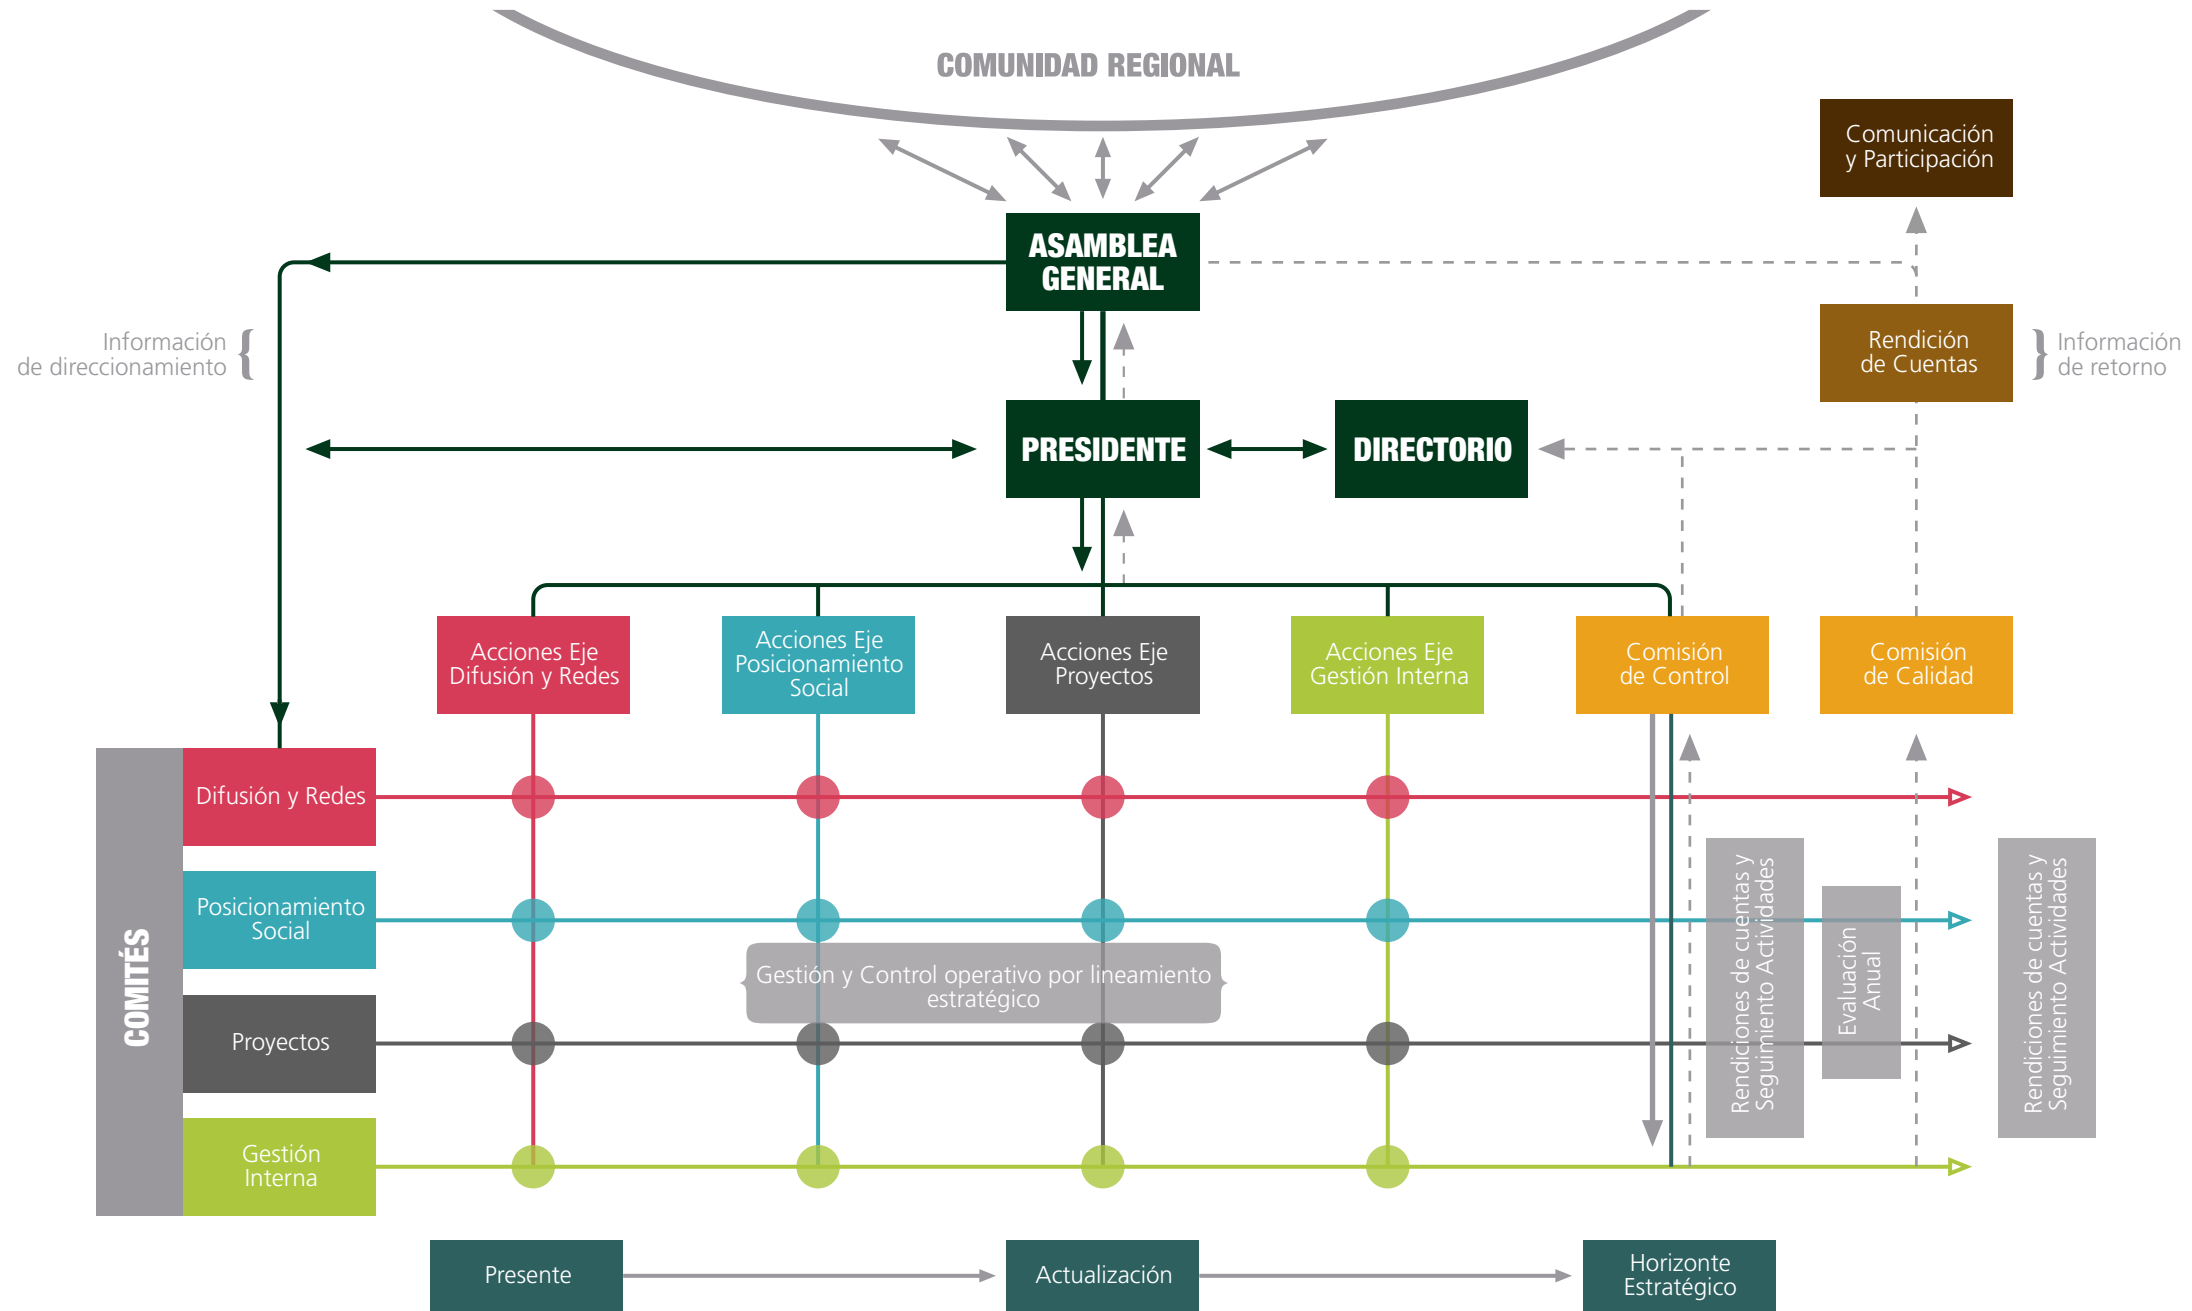 COMUNIDAD REGIONAL
Comunicación
y Participación
ASAMBLEA
GENERAL
Información
de direccionamiento
Rendición
de Cuentas
Información
de retorno
PRESIDENTE
DIRECTORIO
Acciones Eje
Difusión y Redes
Acciones Eje
Posicionamiento
Social
Acciones Eje
Proyectos
Acciones Eje
Gestión Interna
Comisión
de Control
Comisión
de Calidad
COMITÉS
Difusión y Redes
Posicionamiento
Social
Proyectos
Gestión
Interna
Gestión y Control operativo por lineamiento
estratégico
Rendiciones de cuentas y
Seguimiento Actividades
Evaluación
Anual
Rendiciones de cuentas y
Seguimiento Actividades
Presente
Actualización
Horizonte
Estratégico